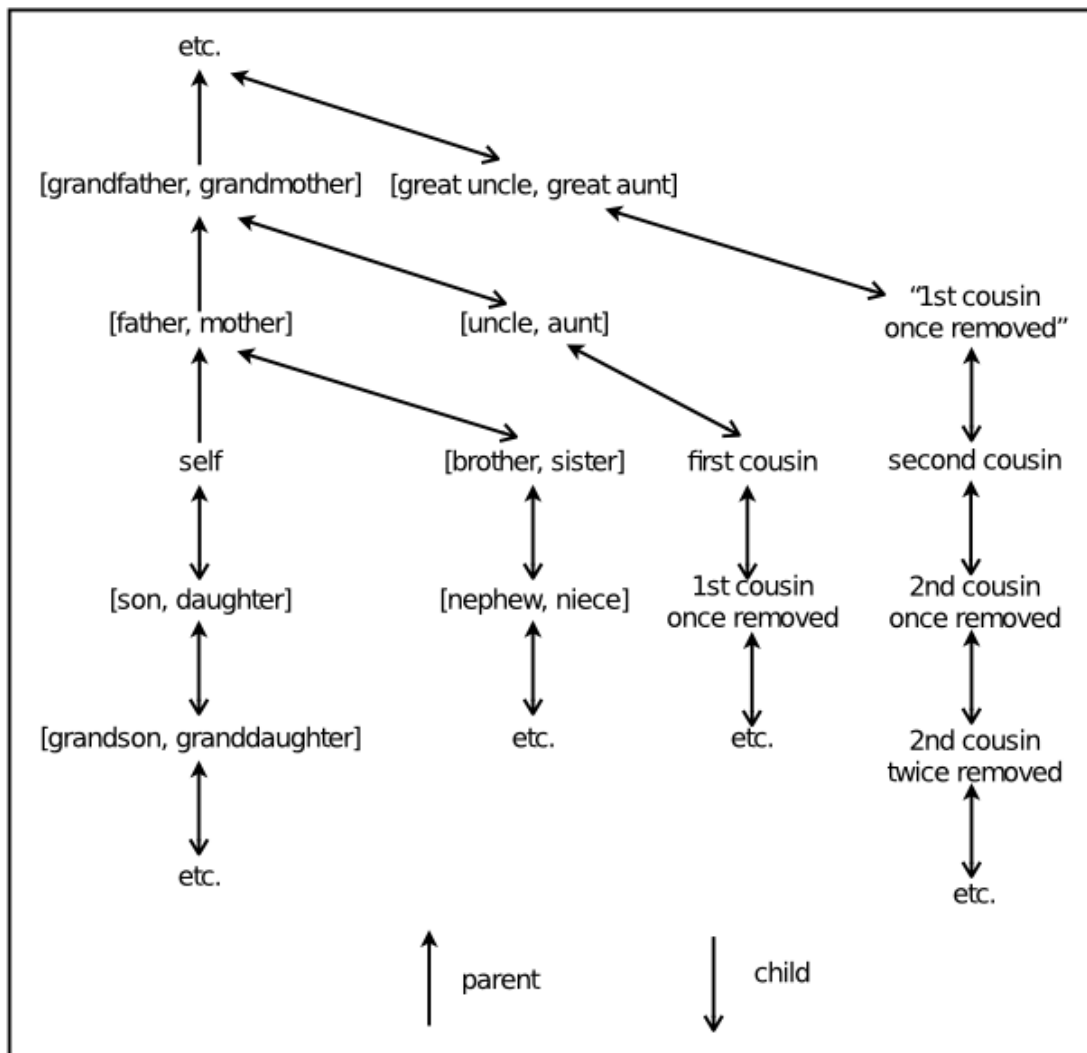 etc.
[grandfather, grandmother]
[great uncle, great aunt]
“1st cousin
once removed”
[father, mother]
[uncle, aunt]
self
[brother, sister]
first cousin
second cousin
[son, daughter]
[nephew, niece]
1st cousin
once removed
2nd cousin
once removed
[grandson, granddaughter]
etc.
etc.
2nd cousin
twice removed
etc.
etc.
parent
child